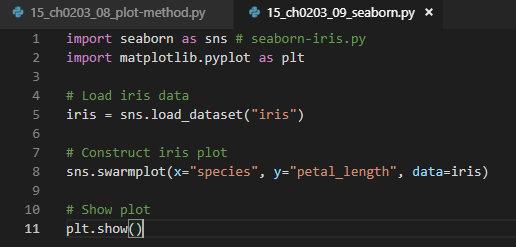 15_ch0203_08_plot-method.py
15_ch0203_09_seaborn.py ×
1 import seaborn as sns # seaborn-iris.py
2 import matplotlib.pyplot as plt
3
4 # Load iris data
5 iris = sns.load_dataset("iris")
6
7 # Construct iris plot
8 sns.swarmplot(x="species", y="petal_length", data=iris)
9
10 # Show plot
11 plt.show()